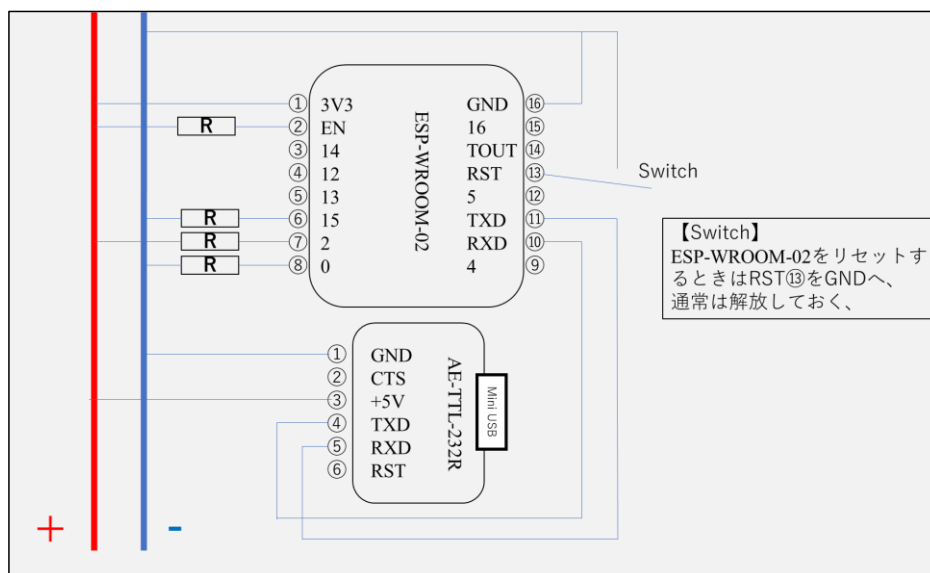 ① 3V3
② EN
③ 14
④ 12
⑤ 13
⑥ 15
⑦ 2
⑧ 0
R
R
R
R
ESP-WROOM-02
GND ⑯
16 ⑮
TOUT ⑭
RST ⑬
5 ⑫
TXD ⑪
RXD ⑩
4 ⑨
Switch
【Switch】
ESP-WROOM-02をリセットす
るときはRST⑬をGNDへ、
通常は解放しておく、
① GND
② CTS
③ +5V
④ TXD
⑤ RXD
⑥ RST
AE-TTL-232R
Mini USB
+
-